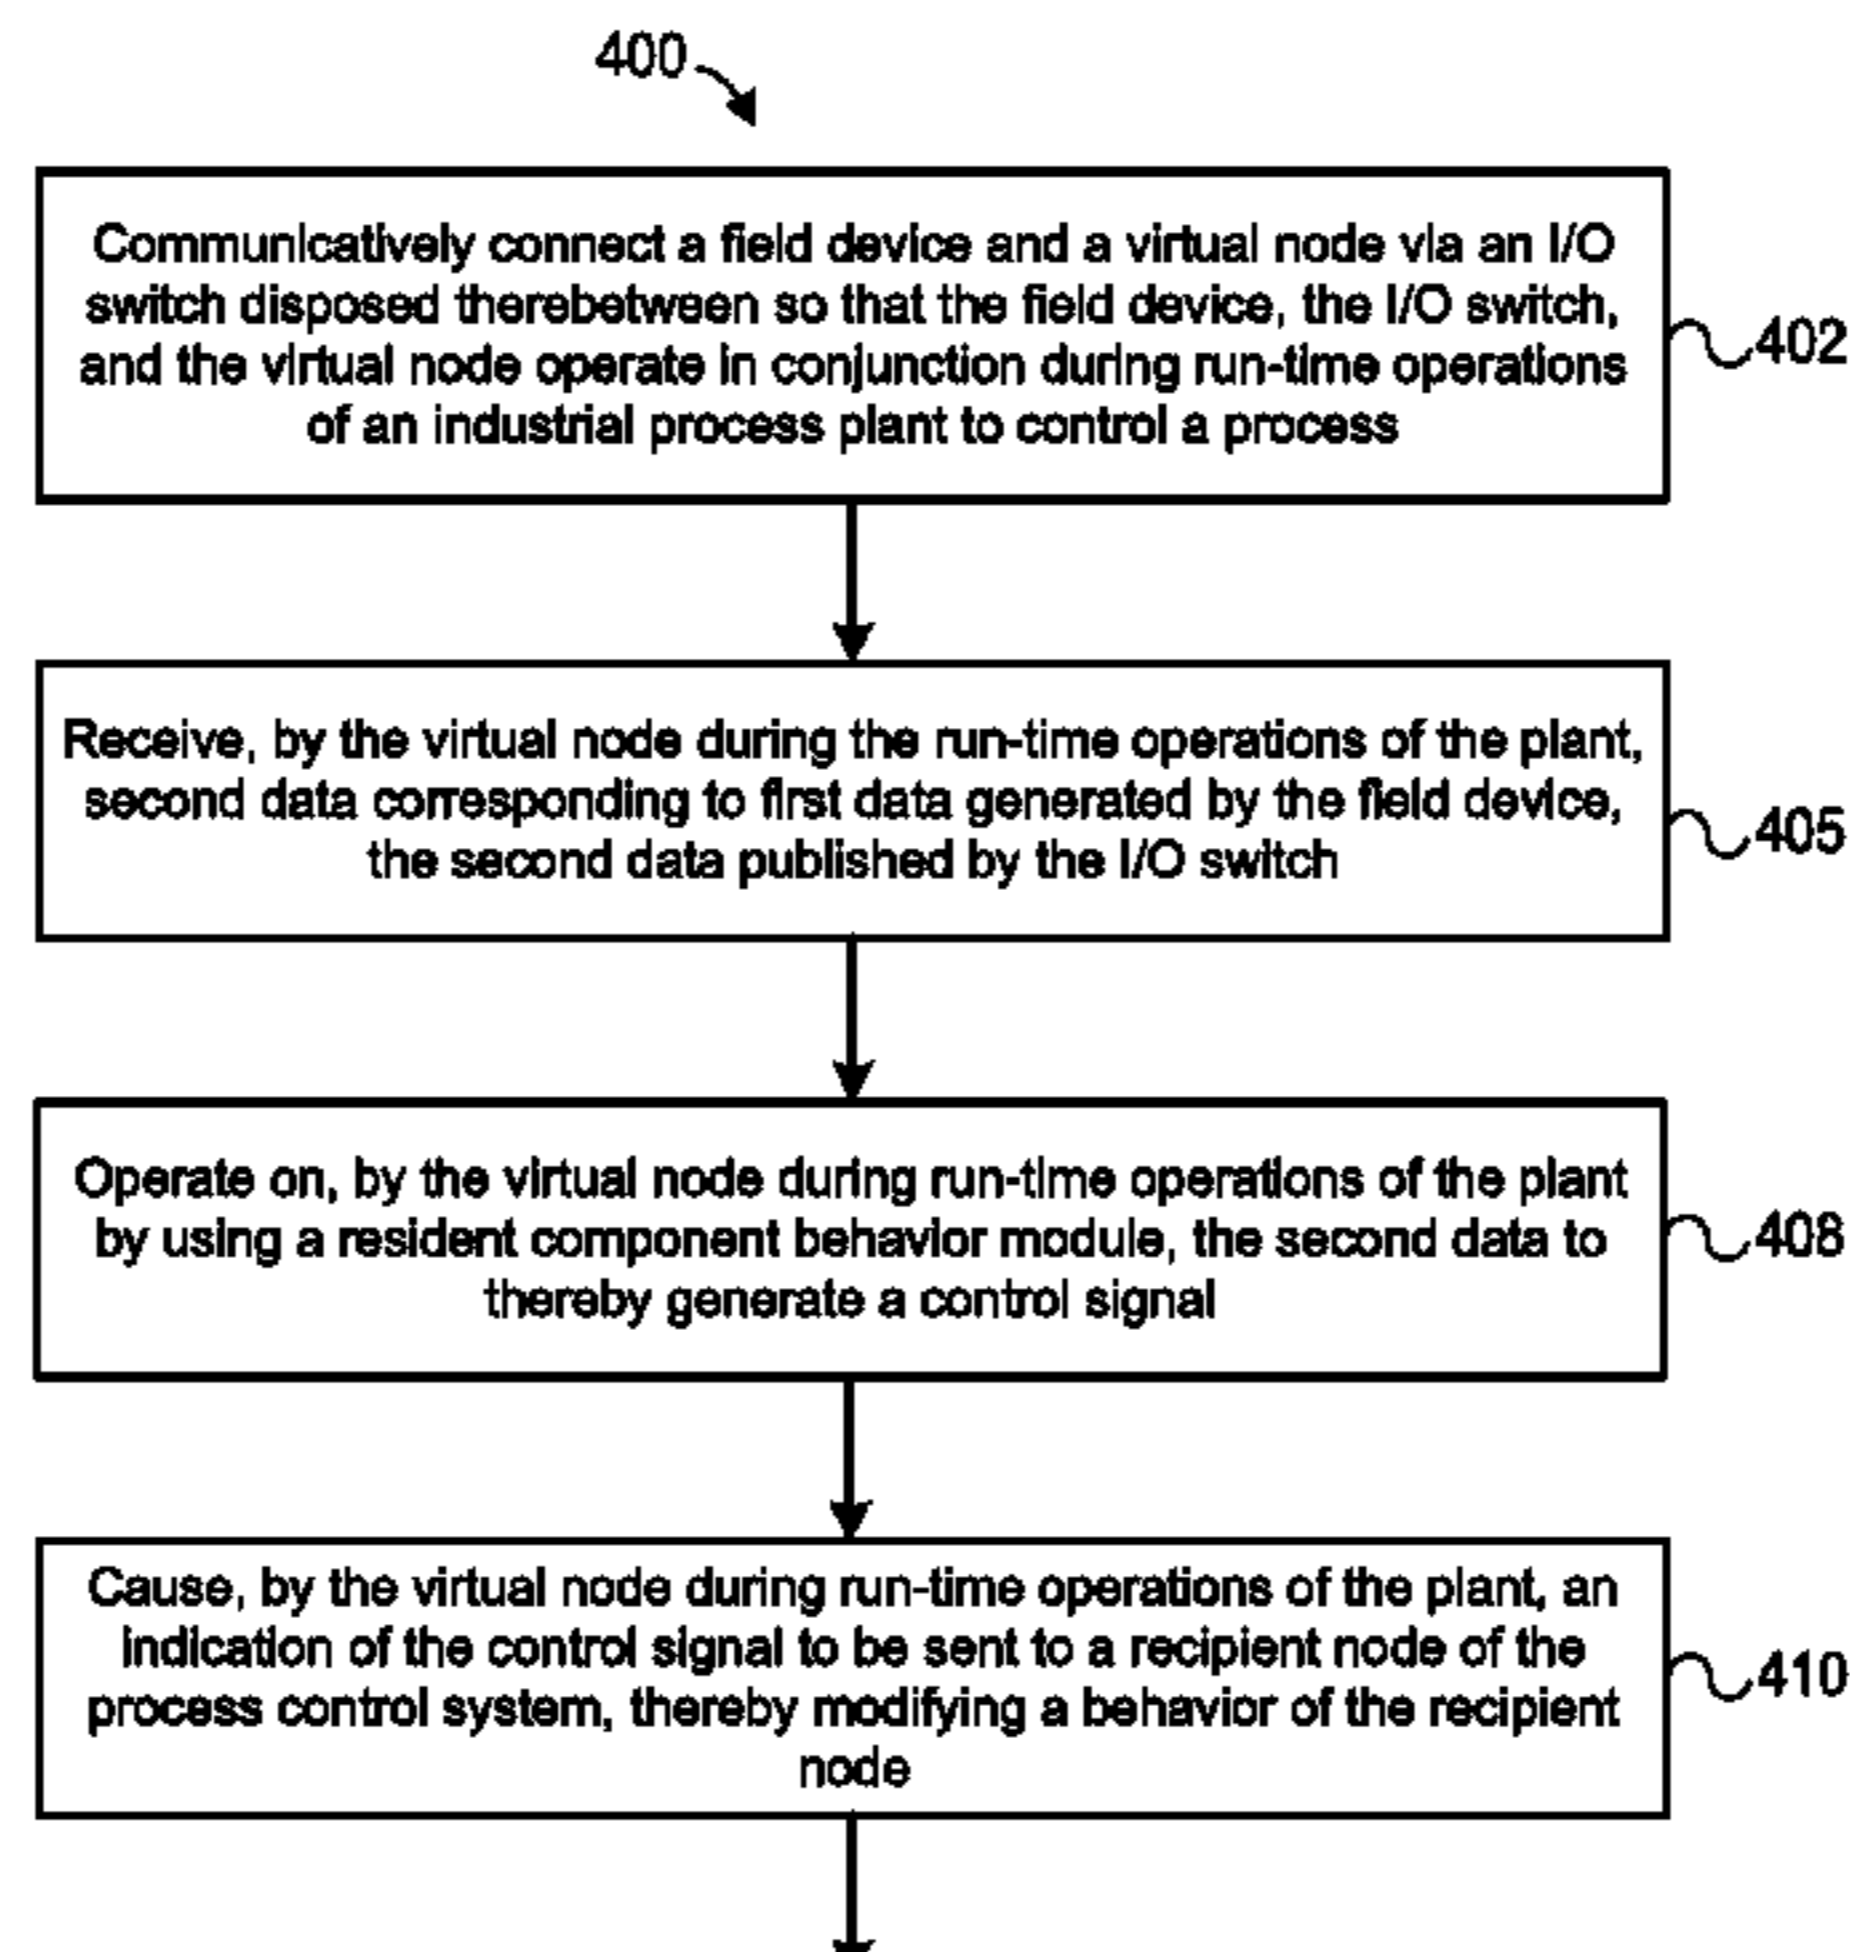 400
Communicatively connect a field device and a virtual node via an I/O
switch disposed therebetween so that the field device, the I/O switch,
and the virtual node operate in conjunction during run-time operations
of an industrial process plant to control a process
402
Receive, by the virtual node during the run-time operations of the plant,
second data corresponding to first data generated by the field device,
the second data published by the I/O switch
405
Operate on, by the virtual node during run-time operations of the plant
by using a resident component behavior module, the second data to
thereby generate a control signal
408
Cause, by the virtual node during run-time operations of the plant, an
indication of the control signal to be sent to a recipient node of the
process control system, thereby modifying a behavior of the recipient
node
410